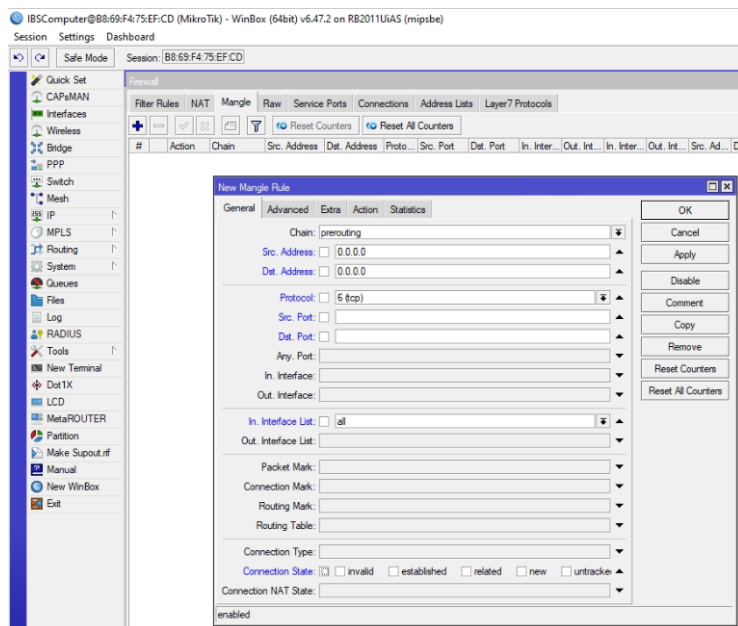 IBSComputer@B8:69:F4:75:EF:CD (MikroTik) - WinBox (64bit) v6.47.2 on RB2011UiAS (mipsbe)
Session Settings Dashboard
Safe Mode Session: B8:69:F4:75:EF:CD
Quick Set
CAPsMAN
Interfaces
Wireless
Bridge
PPP
Switch
Mesh
IP
MPLS
Routing
System
Queues
Files
Log
RADIUS
Tools
New Terminal
Dot1X
LCD
MetaROUTER
Partition
Make Supout.rif
Manual
New WinBox
Exit
Firewall
Filter Rules NAT Mangle Raw Service Ports Connections Address Lists Layer7 Protocols
Reset Counters Reset All Counters
# Action Chain Src. Address Dst. Address Proto... Src. Port Dst. Port In. Inter... Out. Int... In. Inter... Out. Int... Src. Ad... D
New Mangle Rule
General Advanced Extra Action Statistics
Chain: prerouting
Src. Address: 0.0.0.0
Dst. Address: 0.0.0.0
Protocol: 6 (tcp)
Src. Port:
Dst. Port:
Any. Port:
In. Interface:
Out. Interface:
In. Interface List: all
Out. Interface List:
Packet Mark:
Connection Mark:
Routing Mark:
Routing Table:
Connection Type:
Connection State: invalid established related new untracke
Connection NAT State:
enabled
OK
Cancel
Apply
Disable
Comment
Copy
Remove
Reset Counters
Reset All Counters